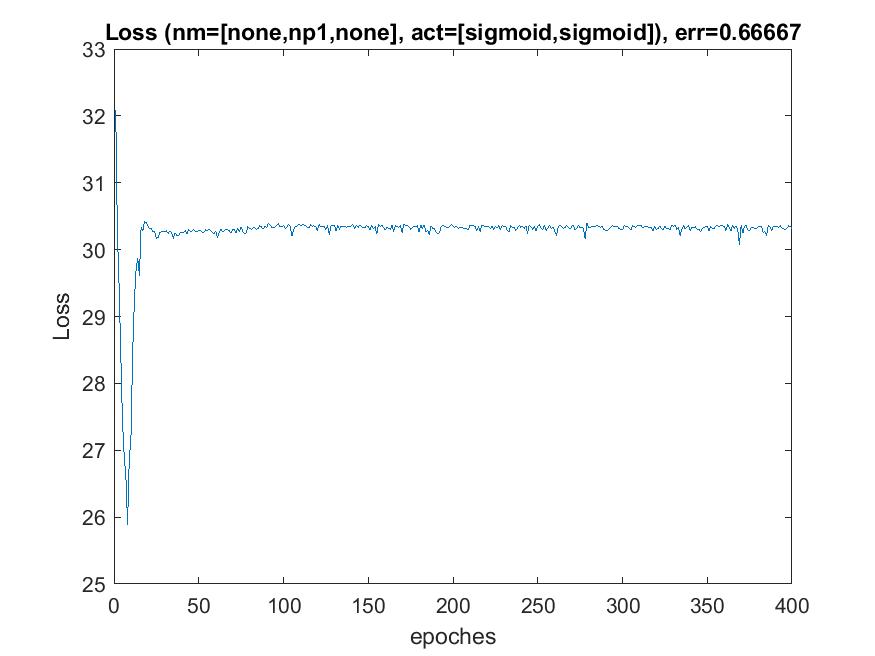 Loss (nm=[none,np1,none], act=[sigmoid,sigmoid]), err=0.66667
33
32
31
30
29
28
27
26
25
Loss
0 50 100 150 200 250 300 350 400
epoches